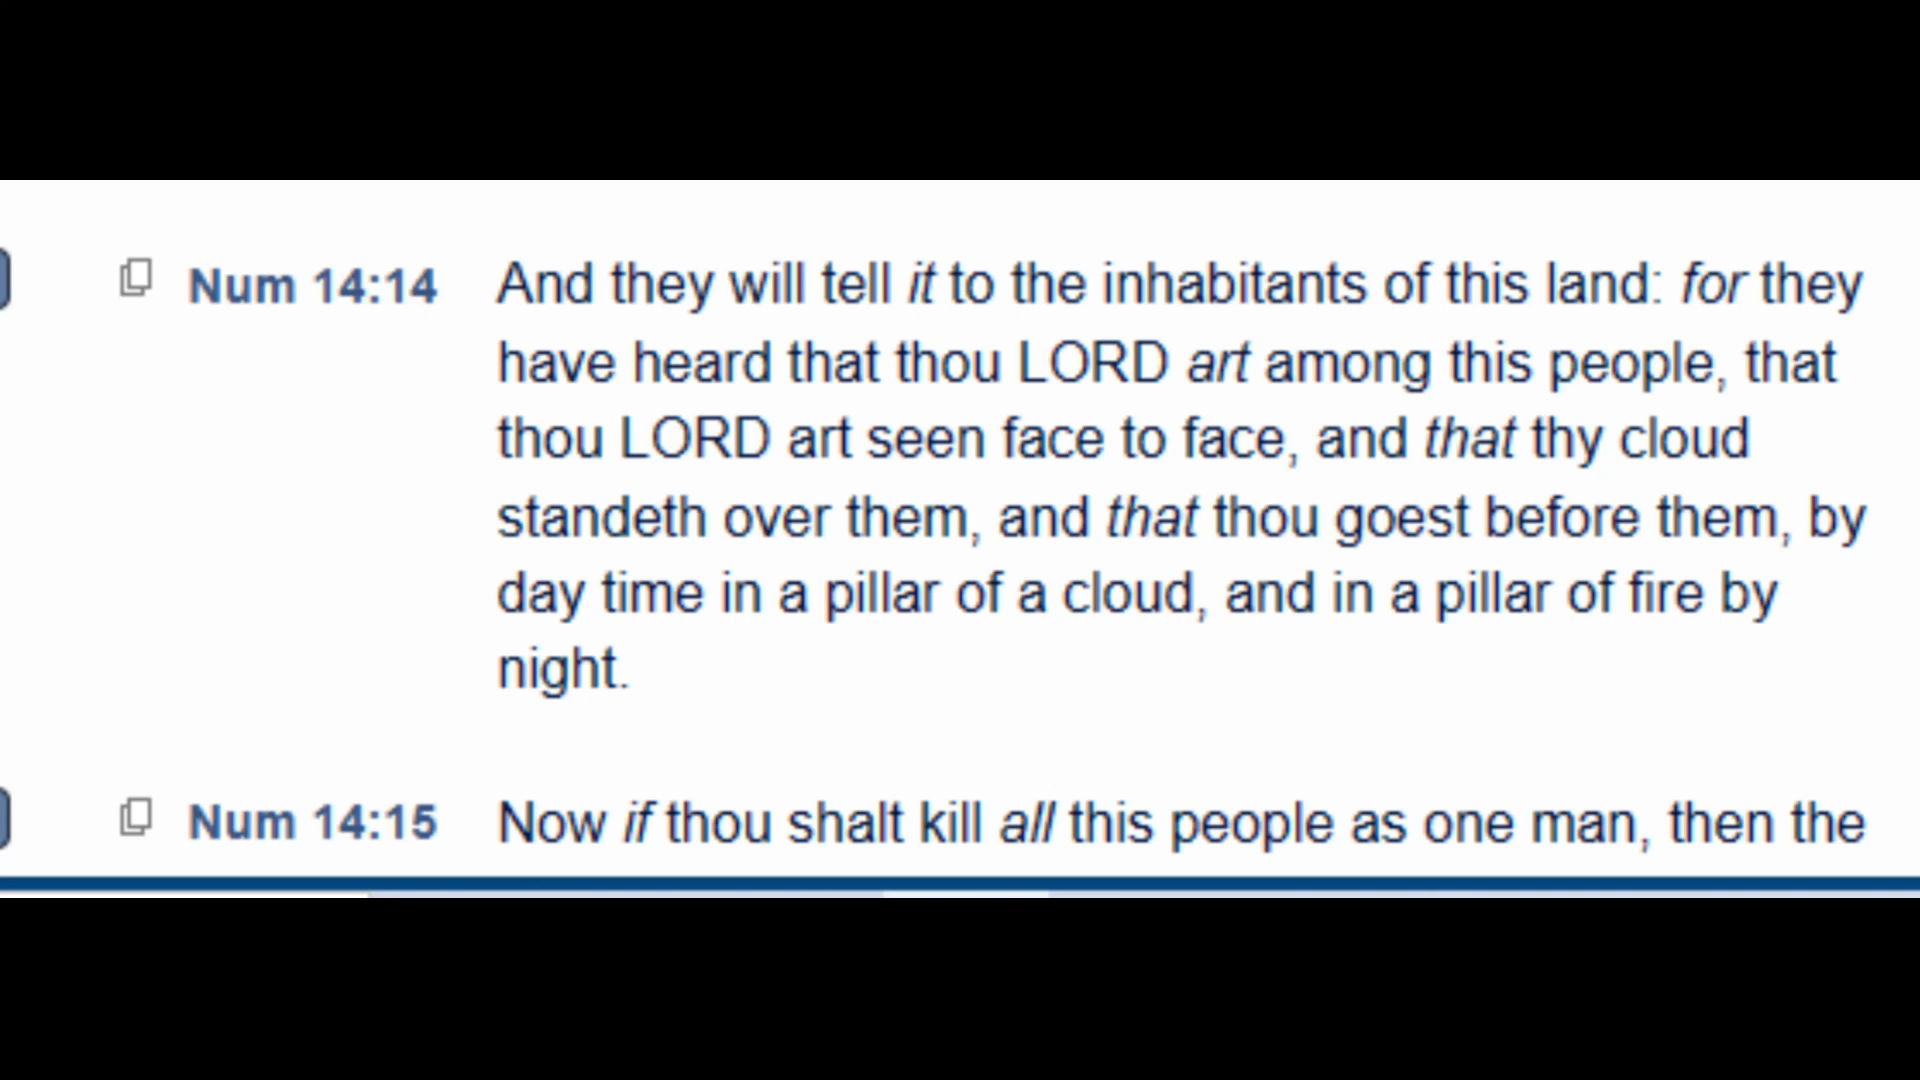 Num 14:14 And they will tell it to the inhabitants of this land: for they
have heard that thou LORD art among this people, that
thou LORD art seen face to face, and that thy cloud
standeth over them, and that thou goest before them, by
day time in a pillar of a cloud, and in a pillar of fire by
night.
Num 14:15 Now if thou shalt kill all this people as one man, then the